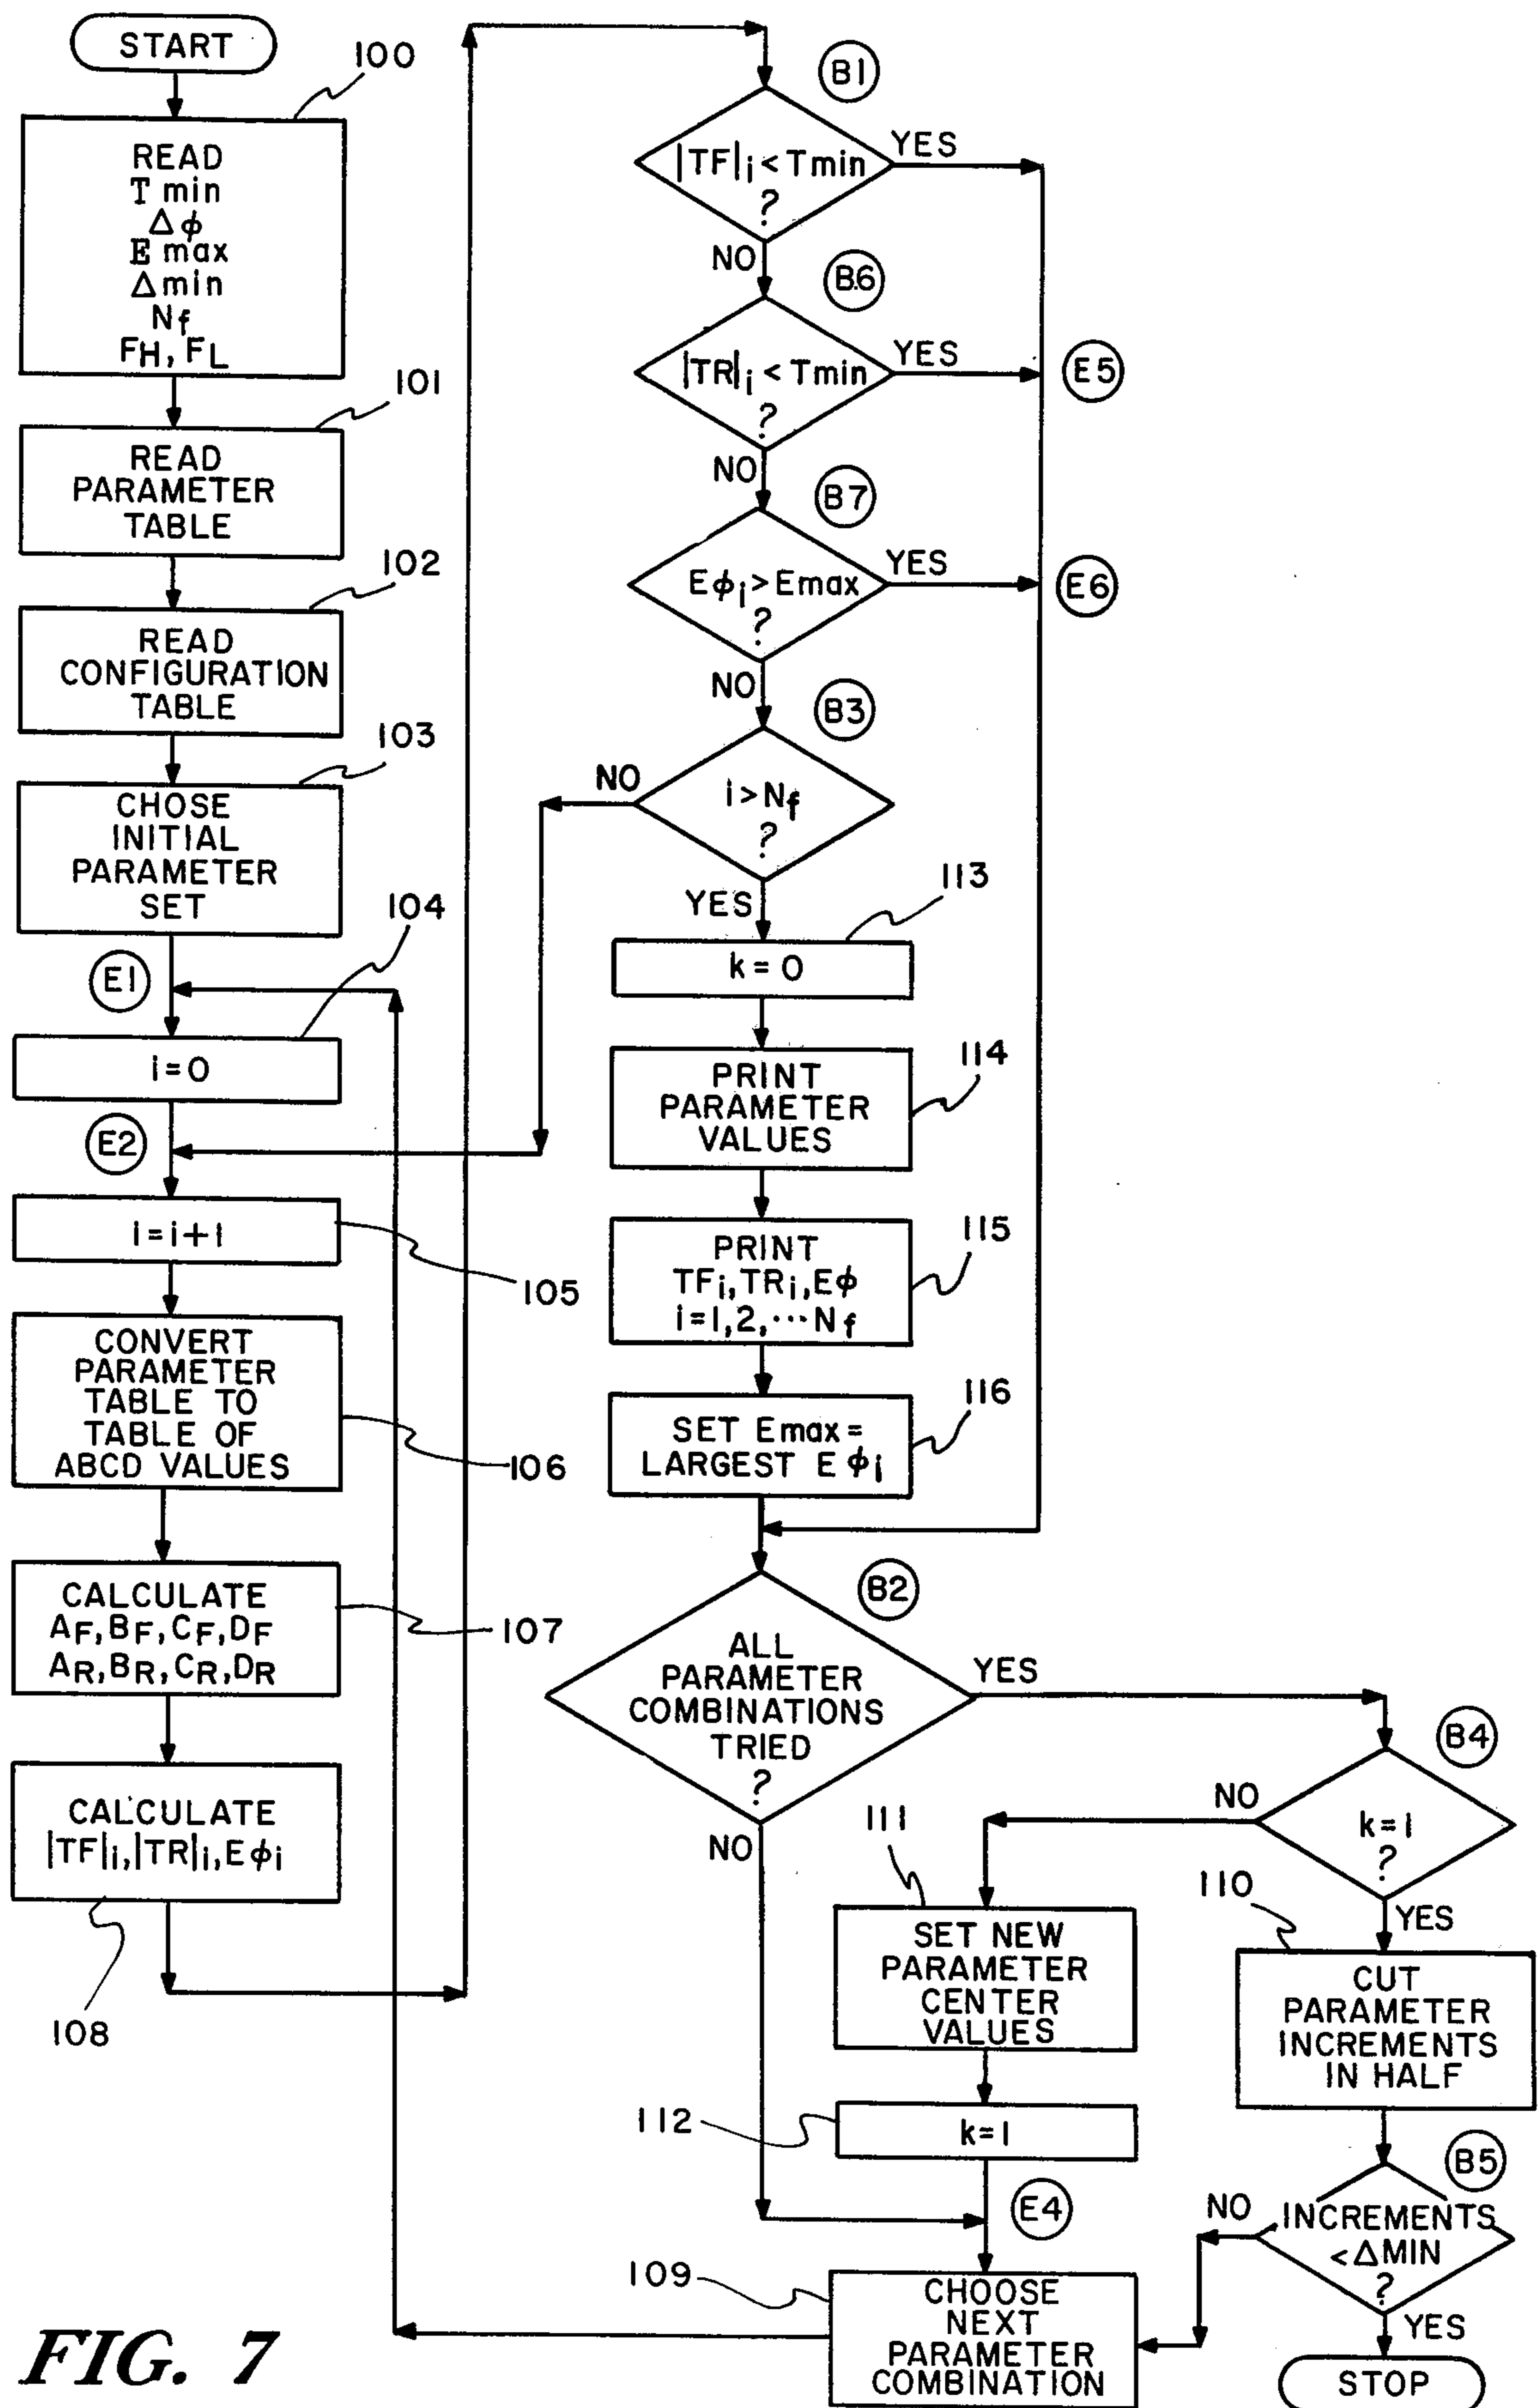 START
100
READ
T min
Δϕ
E max
Δmin
Nf
FH, FL
101
READ
PARAMETER
TABLE
102
READ
CONFIGURATION
TABLE
103
CHOSE
INITIAL
PARAMETER
SET
104
E1
i=0
E2
i=i+1
105
CONVERT
PARAMETER
TABLE TO
TABLE OF
ABCD VALUES
106
CALCULATE
AF, BF, CF, DF
AR, BR, CR, DR
107
CALCULATE
|TF|i, |TR|i, Eϕi
108
B1
|TF|i < Tmin
?
YES
NO
B6
|TR|i < Tmin
?
YES
E5
NO
B7
Eϕi > Emax
?
YES
E6
NO
B3
i > Nf
?
NO
YES
113
k = 0
114
PRINT
PARAMETER
VALUES
115
PRINT
TFi, TRi, Eϕ
i=1, 2, ··· Nf
116
SET Emax =
LARGEST Eϕi
B2
ALL
PARAMETER
COMBINATIONS
TRIED
?
YES
NO
B4
k=1
?
NO
YES
111
SET NEW
PARAMETER
CENTER
VALUES
110
CUT
PARAMETER
INCREMENTS
IN HALF
112
k=1
E4
B5
INCREMENTS
< ΔMIN
?
NO
YES
109
CHOOSE
NEXT
PARAMETER
COMBINATION
STOP
FIG. 7